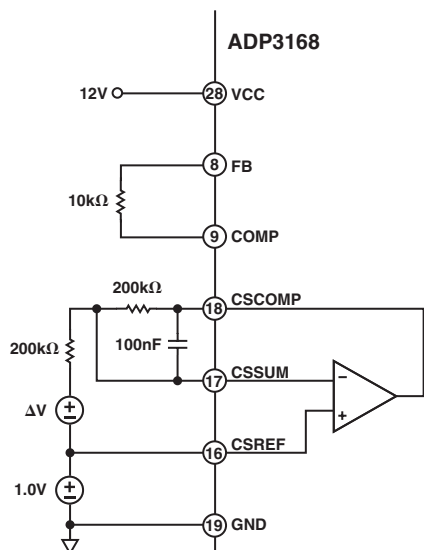 ADP3168
12V
28
VCC
8
FB
10kΩ
9
COMP
200kΩ
18
CSCOMP
200kΩ
100nF
17
CSSUM
−
ΔV
+
16
CSREF
1.0V
19
GND